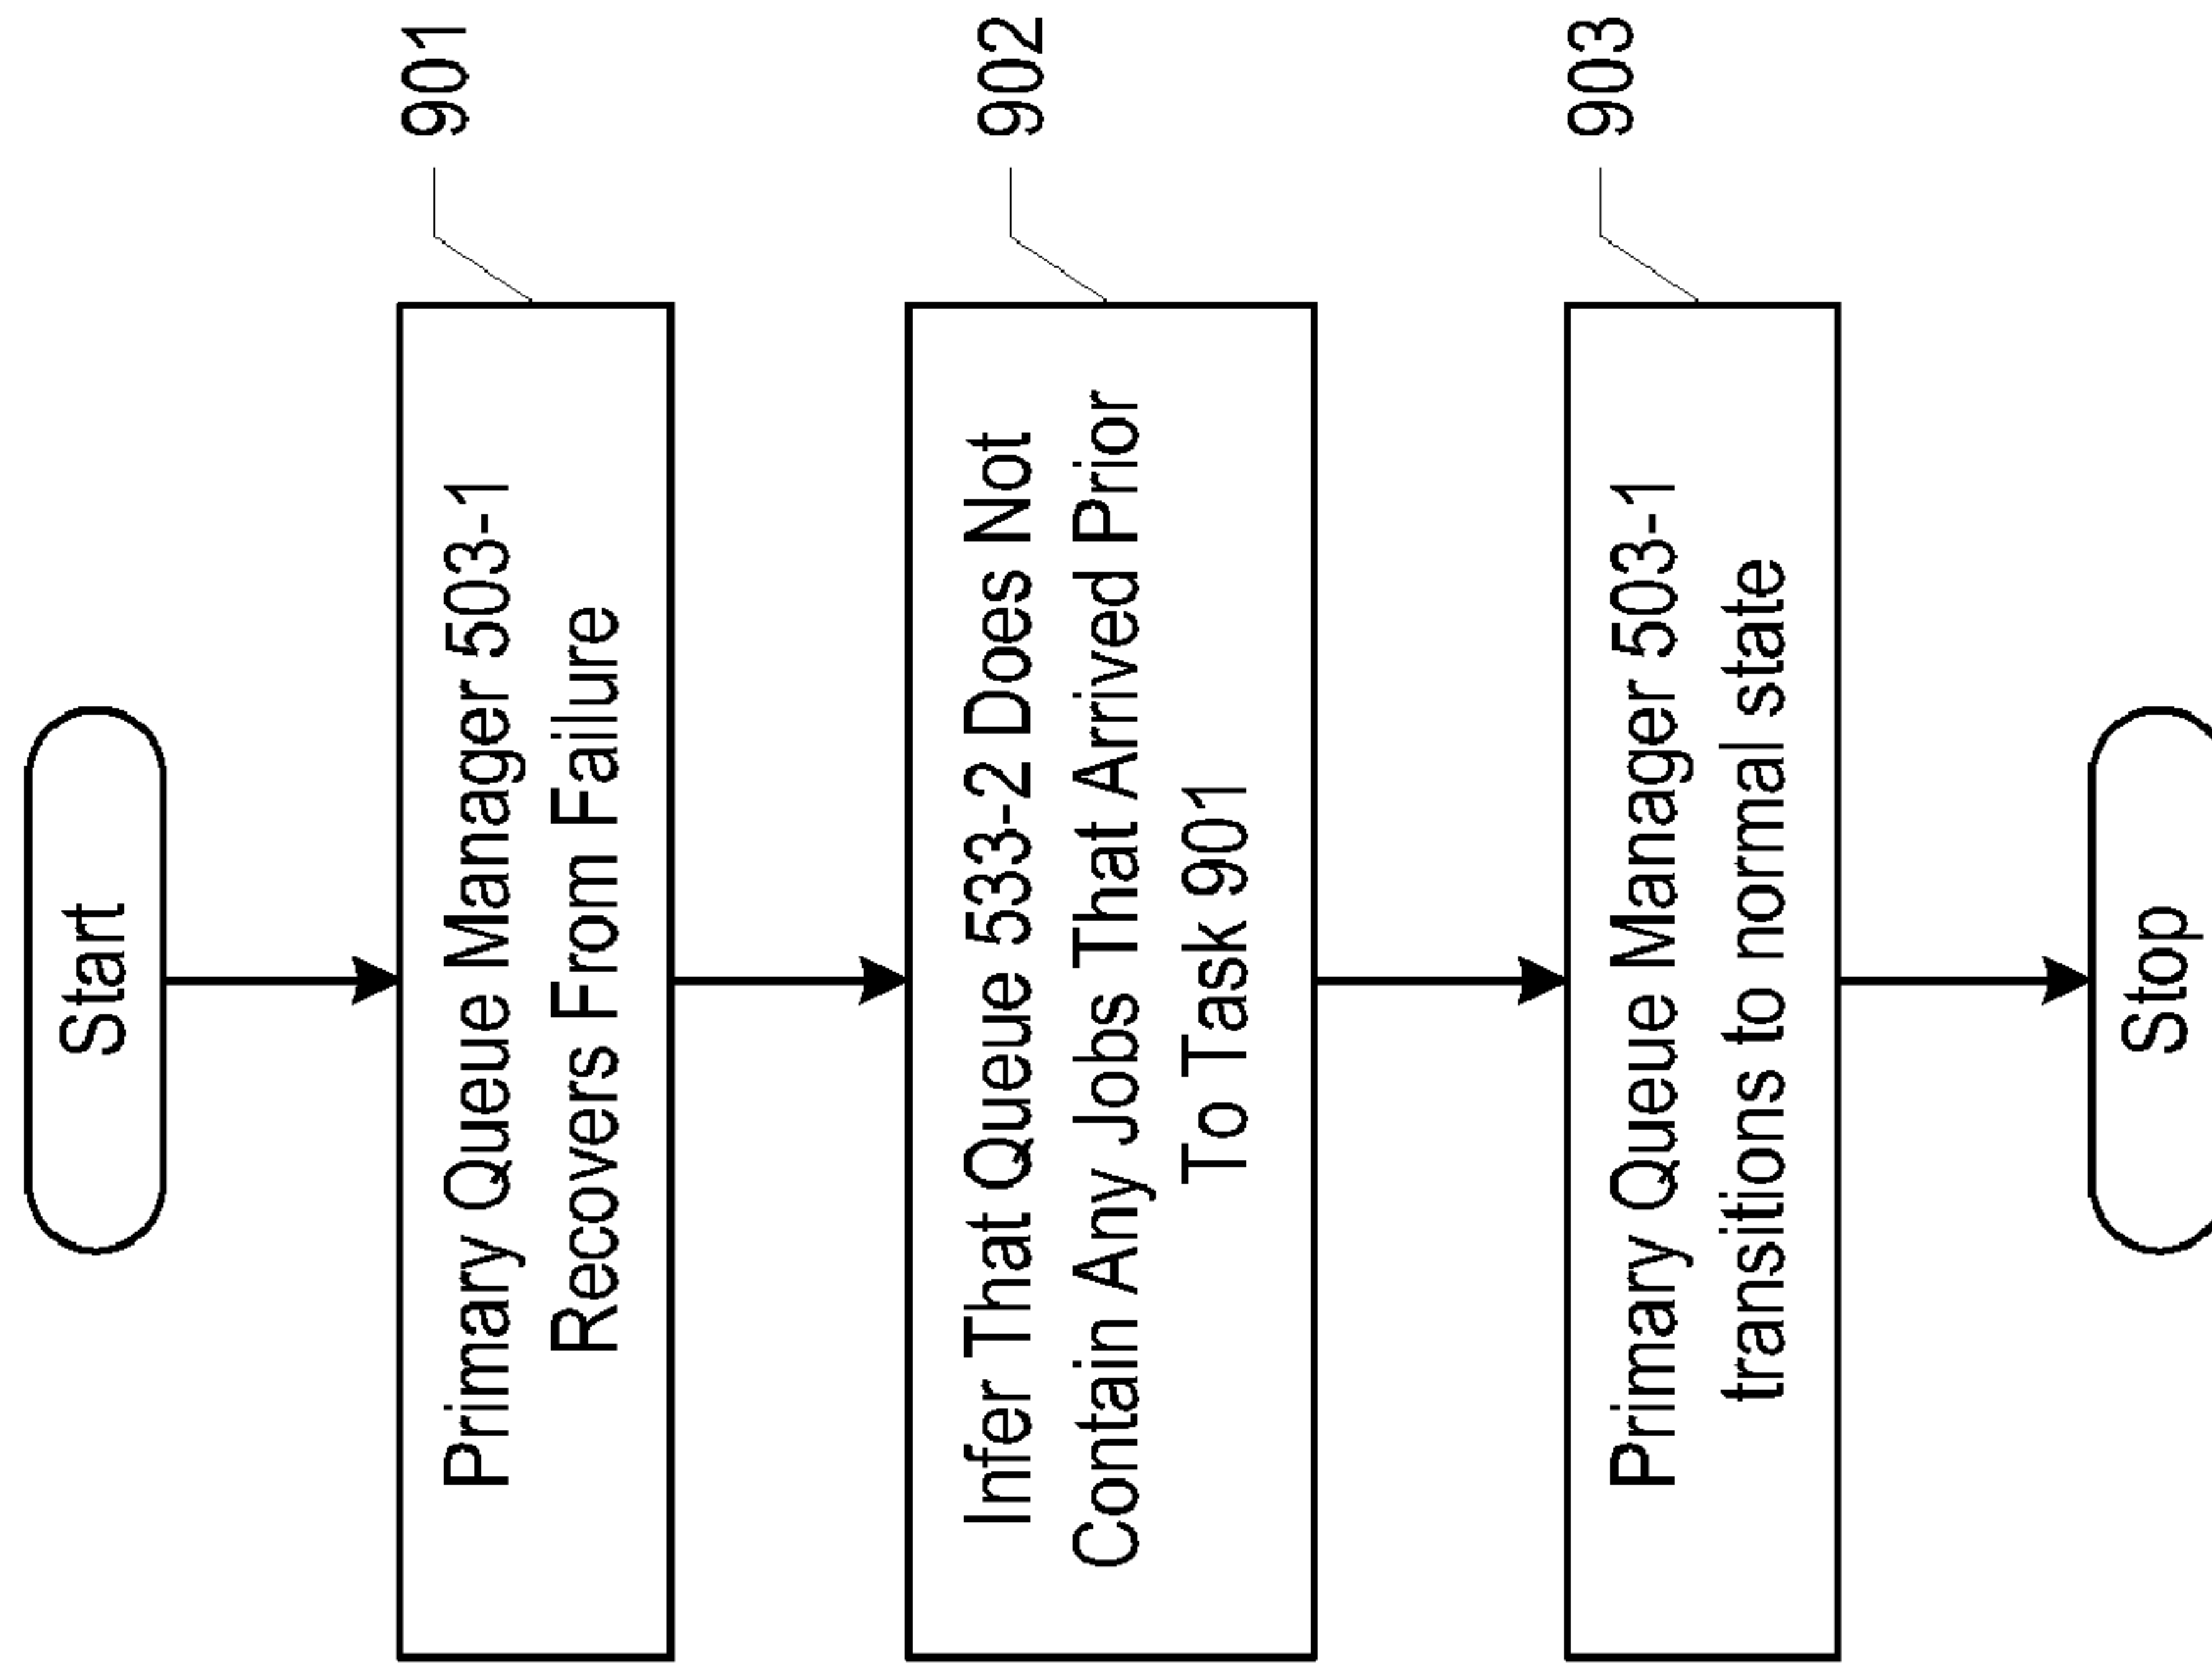 Start
901
Primary Queue Manager 503-1
Recovers From Failure
902
Infer That Queue 533-2 Does Not
Contain Any Jobs That Arrived Prior
To Task 901
903
Primary Queue Manager 503-1
transitions to normal state
Stop